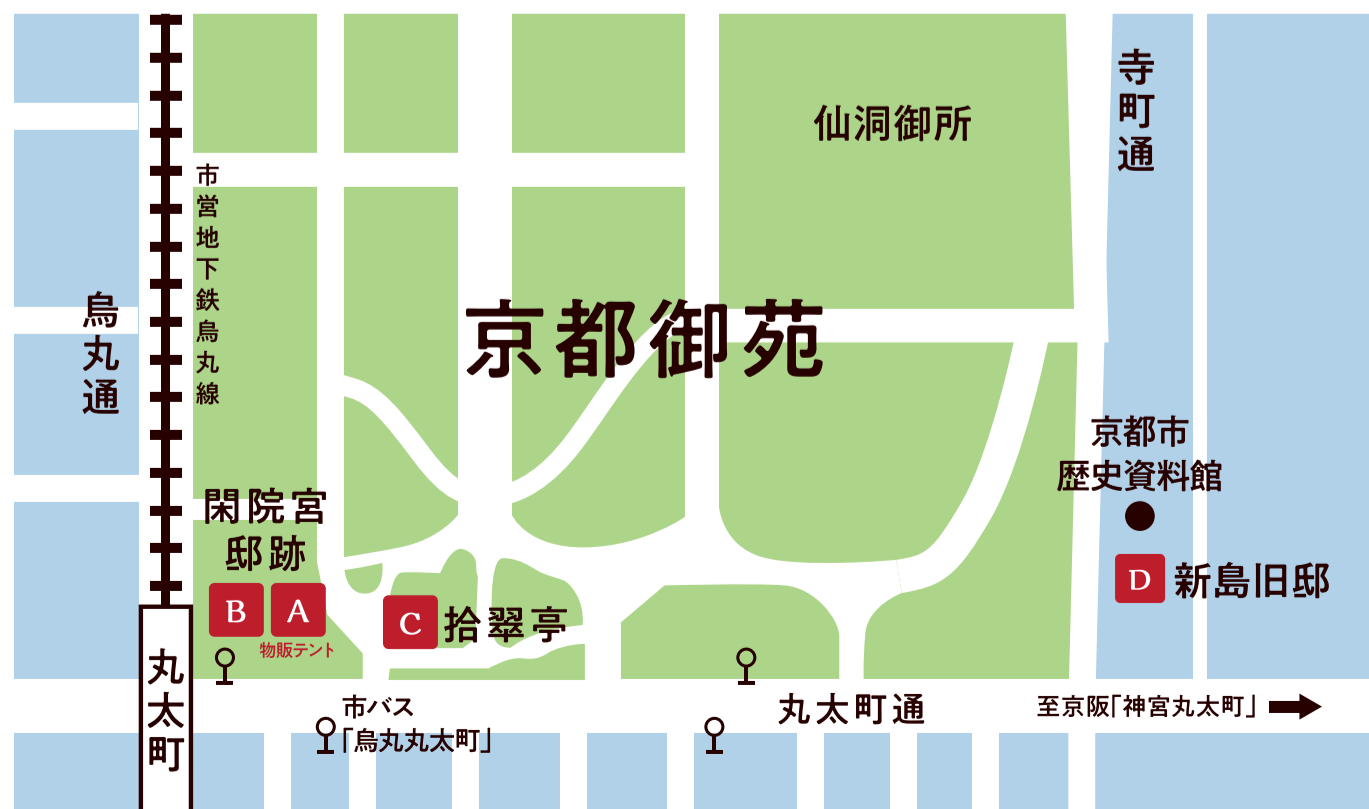 仙洞御所
寺町通
市営地下鉄烏丸線
烏丸通
京都御苑
京都市
歴史資料館
閑院宮
邸跡
B
A
物販テント
C
拾翠亭
D
新島旧邸
丸太町
市バス
「烏丸丸太町」
丸太町通
至京阪「神宮丸太町」